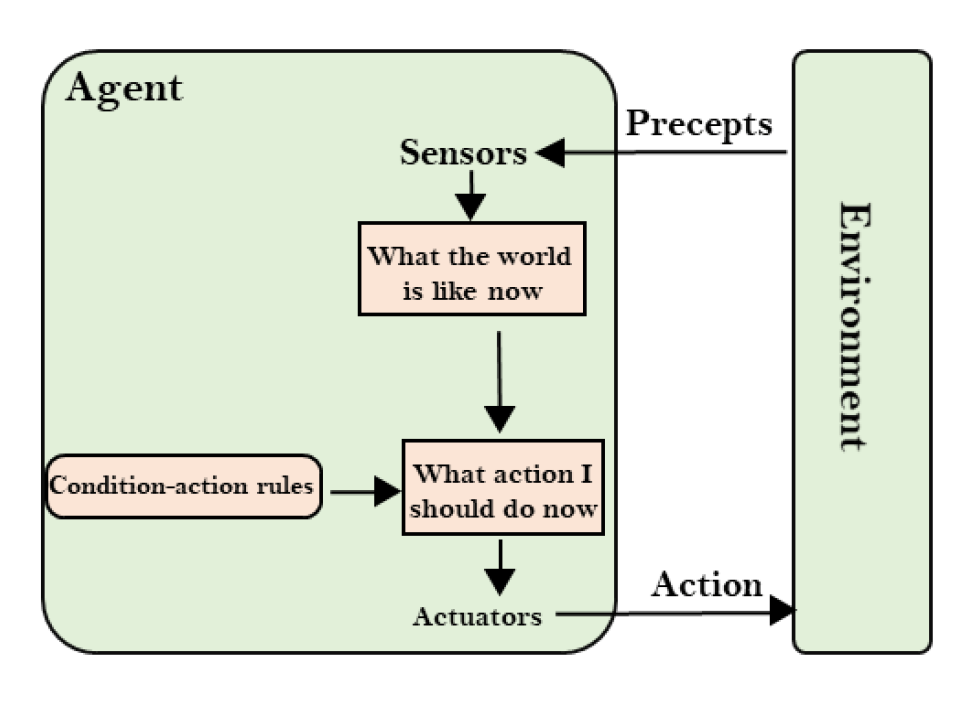 Agent
Precepts
Sensors
What the world
is like now
Environment
Condition-action rules
What action I
should do now
Action
Actuators